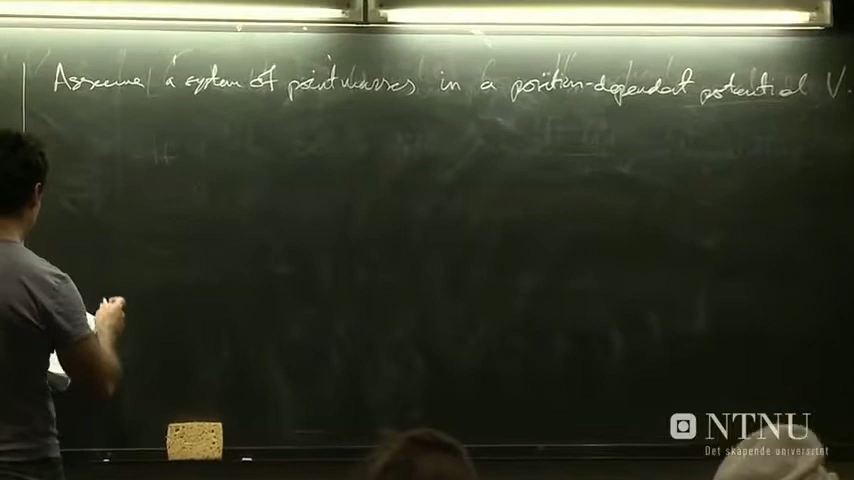 Assume a system of point masses in a position-dependent potential V.
NTNU
Det skapende universitet